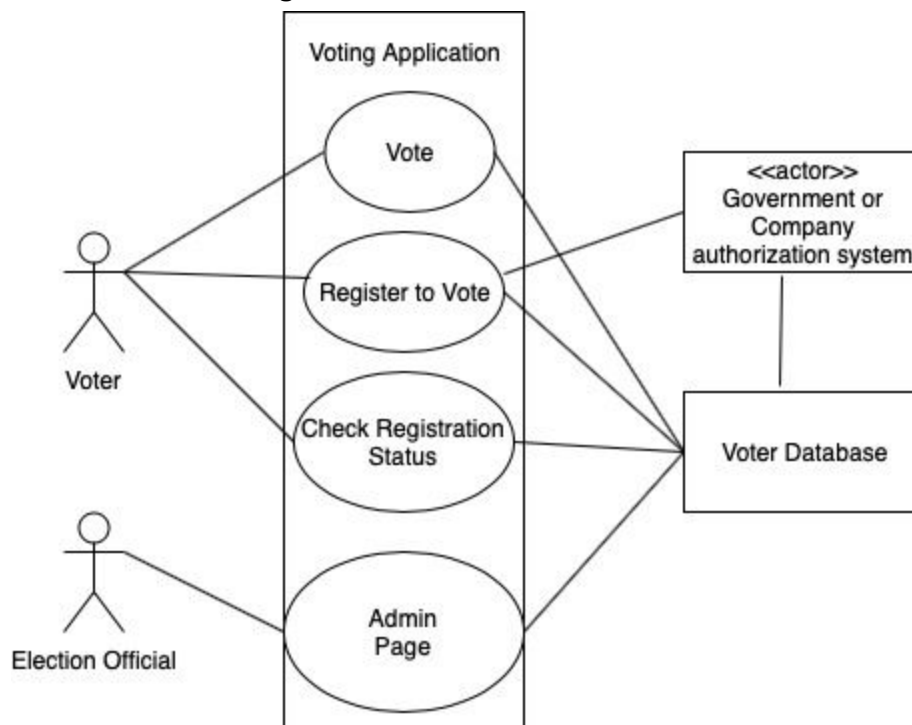 Voting Application
Vote
<<actor>>
Government or
Company
authorization system
Register to Vote
Voter
Check Registration
Status
Voter Database
Admin
Page
Election Official